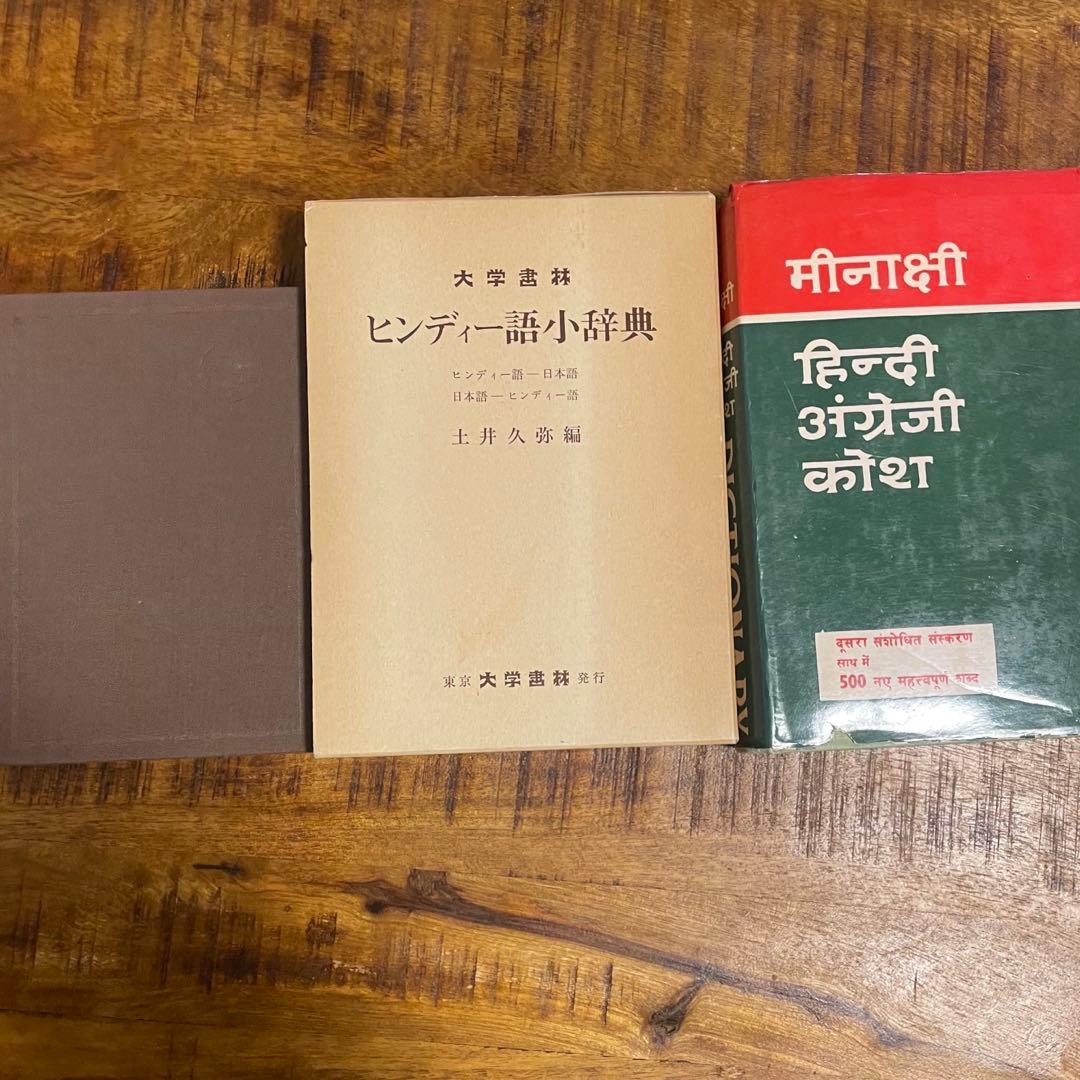 大学書林
ヒンディー語小辞典
ヒンディー語─日本語
日本語─ヒンディー語
土井久弥編
東京 大学書林 発行
मीनाक्षी
हिन्दी
अंग्रेजी
कोश
दूसरा संशोधित संस्करण
साथ में
500 नए महत्त्वपूर्ण शब्द
DICTIONARY